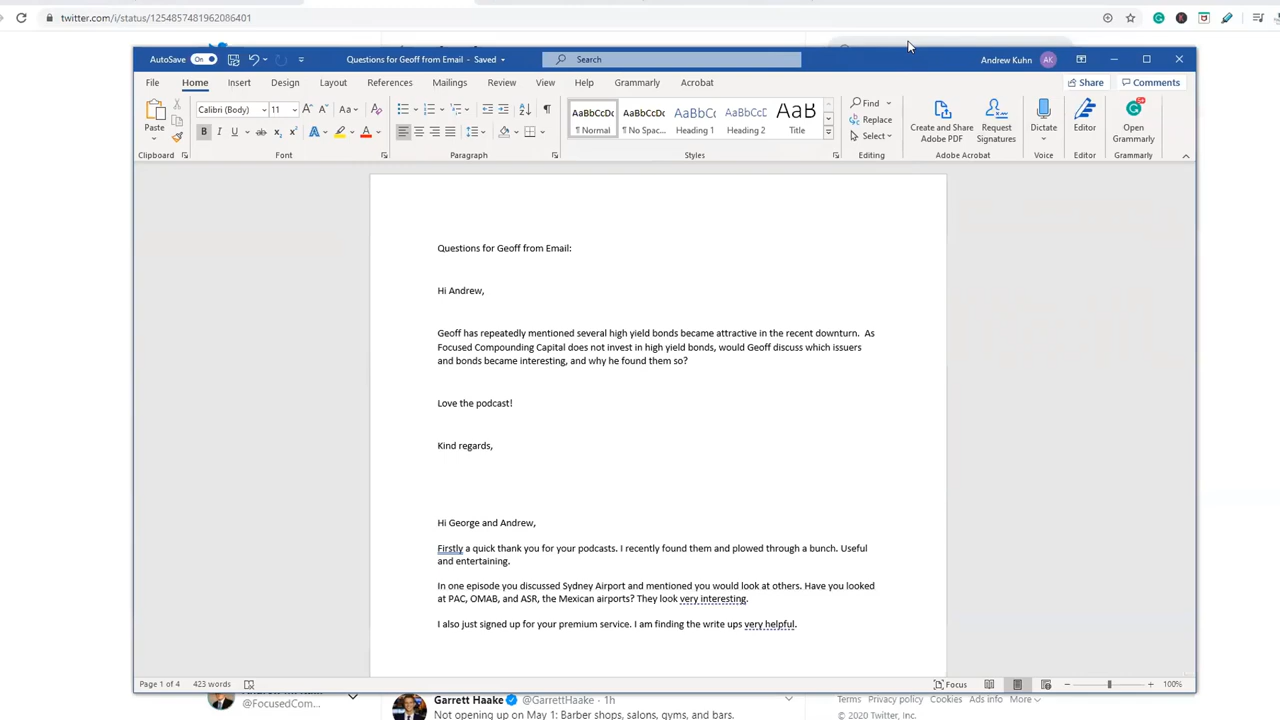 twitter.com/i/status/1254857481962086401
AutoSave On
Questions for Geoff from Email - Saved
Search
Andrew Kuhn AK
File Home Insert Design Layout References Mailings Review View Help Grammarly Acrobat
Share Comments
Paste
Calibri (Body) 11
Aa
B I U ab x₂ x²
AaBbCcDc AaBbCcDc AaBbCc AaBbCcC AaB
¶ Normal ¶ No Spac... Heading 1 Heading 2 Title
Find
Replace
Select
Create and Share Adobe PDF
Request Signatures
Dictate
Editor
Open Grammarly
Clipboard Font Paragraph Styles Editing Adobe Acrobat Voice Editor Grammarly
Questions for Geoff from Email:
Hi Andrew,
Geoff has repeatedly mentioned several high yield bonds became attractive in the recent downturn. As
Focused Compounding Capital does not invest in high yield bonds, would Geoff discuss which issuers
and bonds became interesting, and why he found them so?
Love the podcast!
Kind regards,
Hi George and Andrew,
Firstly a quick thank you for your podcasts. I recently found them and plowed through a bunch. Useful
and entertaining.
In one episode you discussed Sydney Airport and mentioned you would look at others. Have you looked
at PAC, OMAB, and ASR, the Mexican airports? They look very interesting.
I also just signed up for your premium service. I am finding the write ups very helpful.
Page 1 of 4 423 words
Focus
100%
@FocusedCom...
Garrett Haake @GarrettHaake · 1h
Not opening up on May 1: Barber shops, salons, gyms, and bars.
Terms Privacy policy Cookies Ads info More
© 2020 Twitter, Inc.